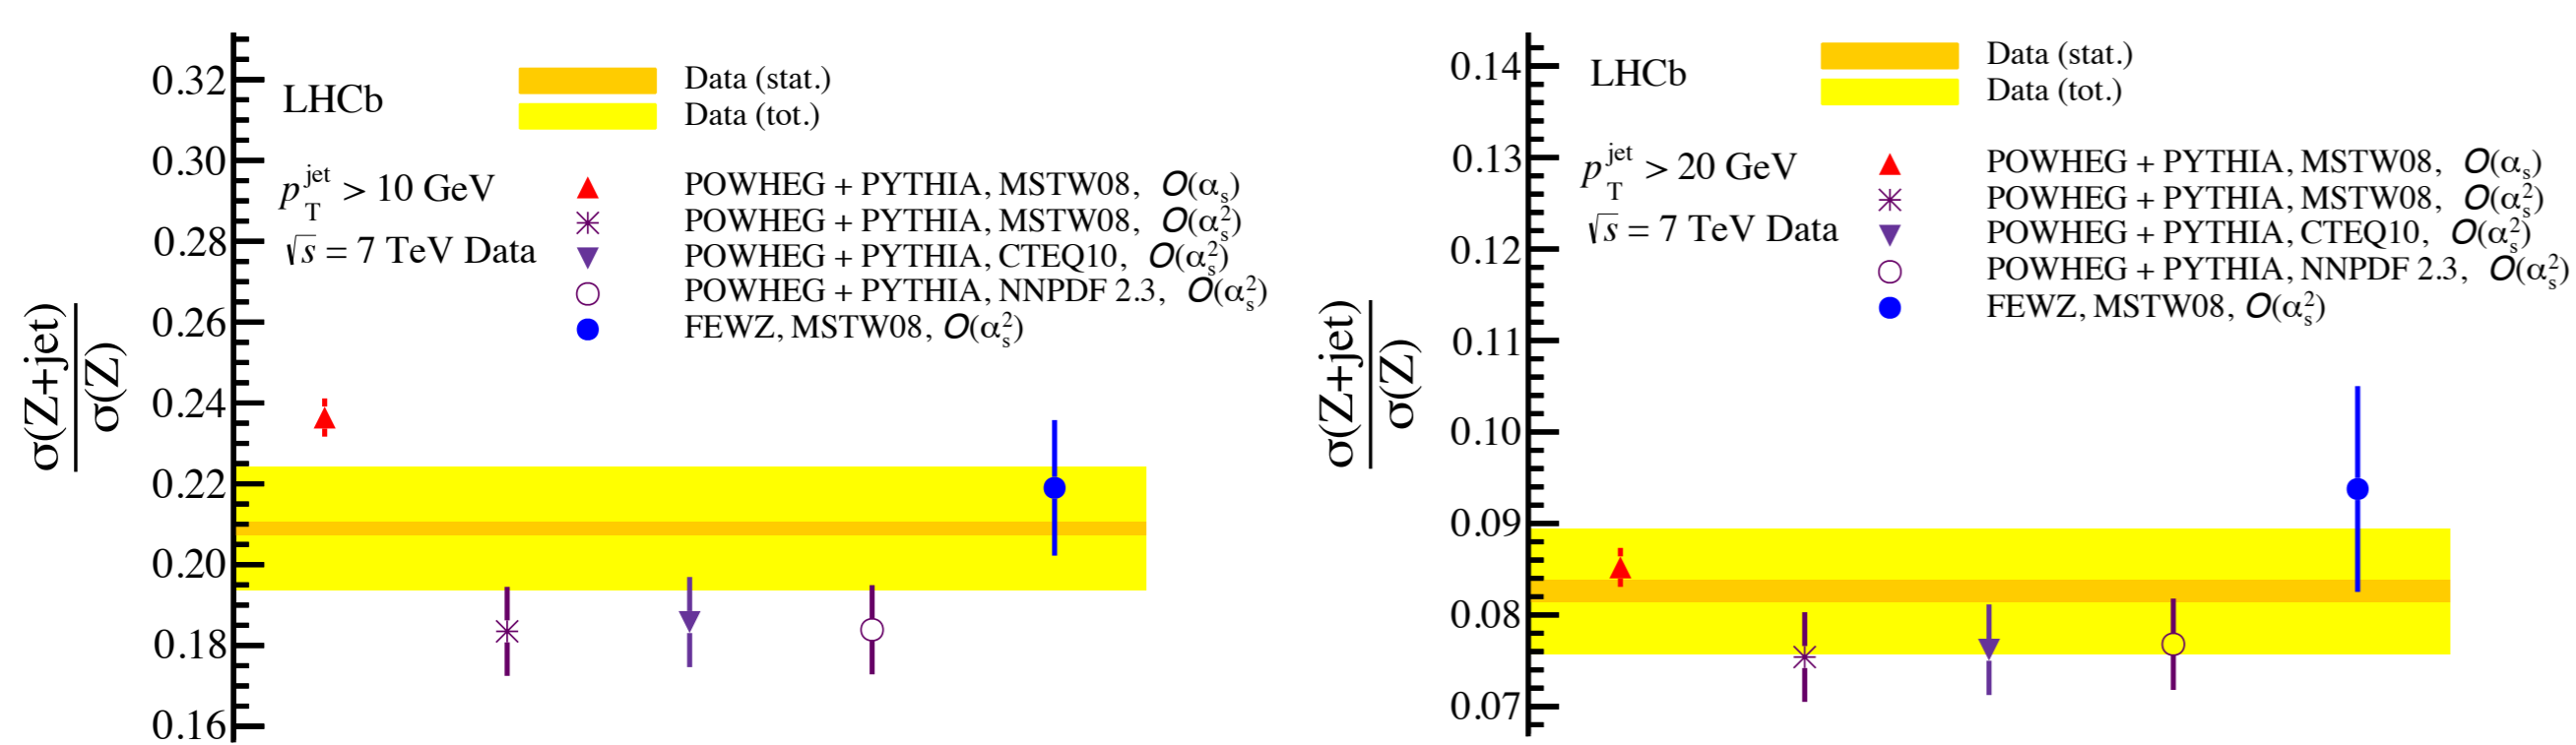 0.32
0.30
0.28
0.26
0.24
0.22
0.20
0.18
0.16
σ(Z+jet)
σ(Z)
LHCb
p_T^jet > 10 GeV
√s = 7 TeV Data
Data (stat.)
Data (tot.)
POWHEG + PYTHIA, MSTW08, O(α_s)
POWHEG + PYTHIA, MSTW08, O(α_s^2)
POWHEG + PYTHIA, CTEQ10, O(α_s^2)
POWHEG + PYTHIA, NNPDF 2.3, O(α_s^2)
FEWZ, MSTW08, O(α_s^2)
0.14
0.13
0.12
0.11
0.10
0.09
0.08
0.07
σ(Z+jet)
σ(Z)
LHCb
p_T^jet > 20 GeV
√s = 7 TeV Data
Data (stat.)
Data (tot.)
POWHEG + PYTHIA, MSTW08, O(α_s)
POWHEG + PYTHIA, MSTW08, O(α_s^2)
POWHEG + PYTHIA, CTEQ10, O(α_s^2)
POWHEG + PYTHIA, NNPDF 2.3, O(α_s^2)
FEWZ, MSTW08, O(α_s^2)